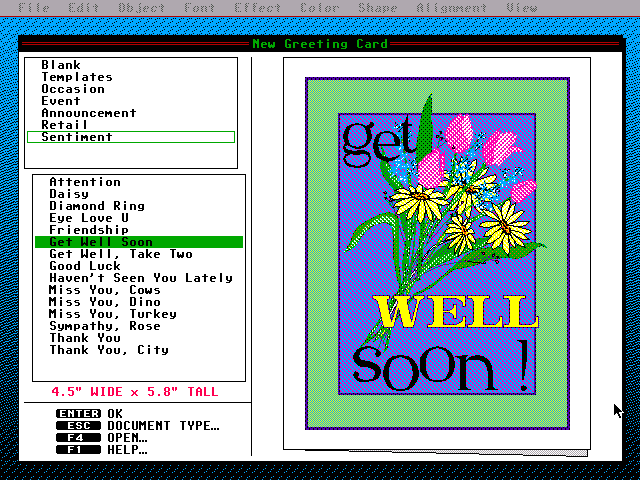 File Edit Object Font Effect Color Shape Alignment View
New Greeting Card
Blank
Templates
Occasion
Event
Announcement
Retail
Sentiment
Attention
Daisy
Diamond Ring
Eye Love U
Friendship
Get Well Soon
Get Well, Take Two
Good Luck
Haven't Seen You Lately
Miss You, Cows
Miss You, Dino
Miss You, Turkey
Sympathy, Rose
Thank You
Thank You, City
4.5" WIDE x 5.8" TALL
ENTER OK
ESC DOCUMENT TYPE…
F4 OPEN…
F1 HELP…
get
WELL
soon!